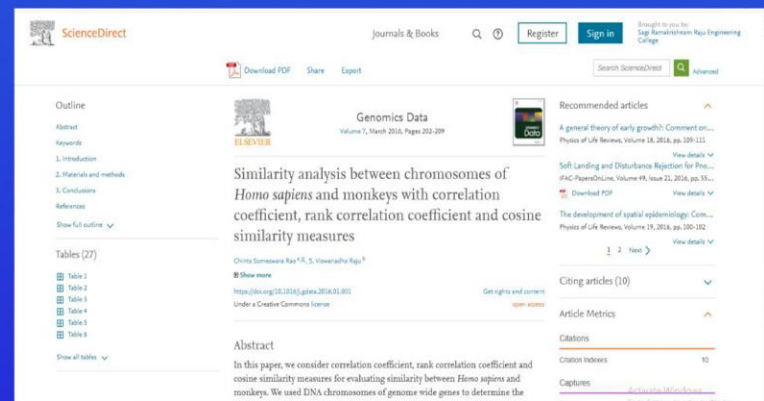 ScienceDirect
Journals & Books
Register
Sign in
Brought to you by:
Sagi Ramakrishnam Raju Engineering
College
Download PDF
Share
Export
Search ScienceDirect
Advanced
Outline
Abstract
Keywords
1. Introduction
2. Materials and methods
3. Conclusions
References
Show full outline
Tables (27)
Table 1
Table 2
Table 3
Table 4
Table 5
Table 6
Show all tables
ELSEVIER
Genomics Data
Volume 7, March 2016, Pages 202-209
Data
Similarity analysis between chromosomes of
Homo sapiens and monkeys with correlation
coefficient, rank correlation coefficient and cosine
similarity measures
Chinta Someswara Rao a, S. Viswanadha Raju b
Show more
https://doi.org/10.1016/j.gdata.2016.01.001
Get rights and content
Under a Creative Commons license
open access
Abstract
In this paper, we consider correlation coefficient, rank correlation coefficient and
cosine similarity measures for evaluating similarity between Homo sapiens and
monkeys. We used DNA chromosomes of genome wide genes to determine the
Recommended articles
A general theory of early growth?: Comment on...
Physics of Life Reviews, Volume 18, 2016, pp. 109-111
View details
Soft Landing and Disturbance Rejection for Pne...
IFAC-PapersOnLine, Volume 49, Issue 21, 2016, pp. 55...
Download PDF
View details
The development of spatial epidemiology: Com...
Physics of Life Reviews, Volume 19, 2016, pp. 100-102
View details
1 2 Next
Citing articles (10)
Article Metrics
Citations
Citation Indexes 10
Captures
Activate Windows